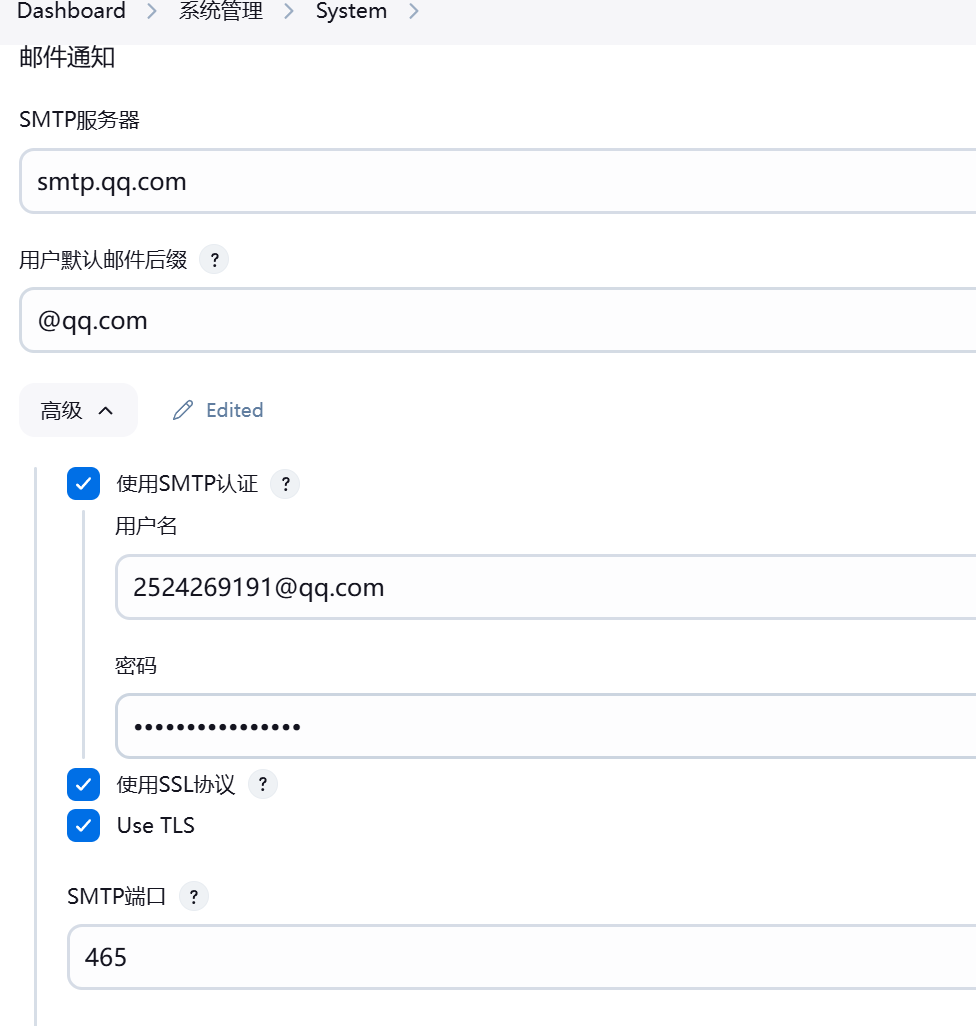 Dashboard > 系统管理 > System >
邮件通知
SMTP服务器
smtp.qq.com
用户默认邮件后缀 ?
@qq.com
高级 Edited
使用SMTP认证 ?
用户名
2524269191@qq.com
密码
••••••••••••••••
使用SSL协议 ?
Use TLS
SMTP端口 ?
465